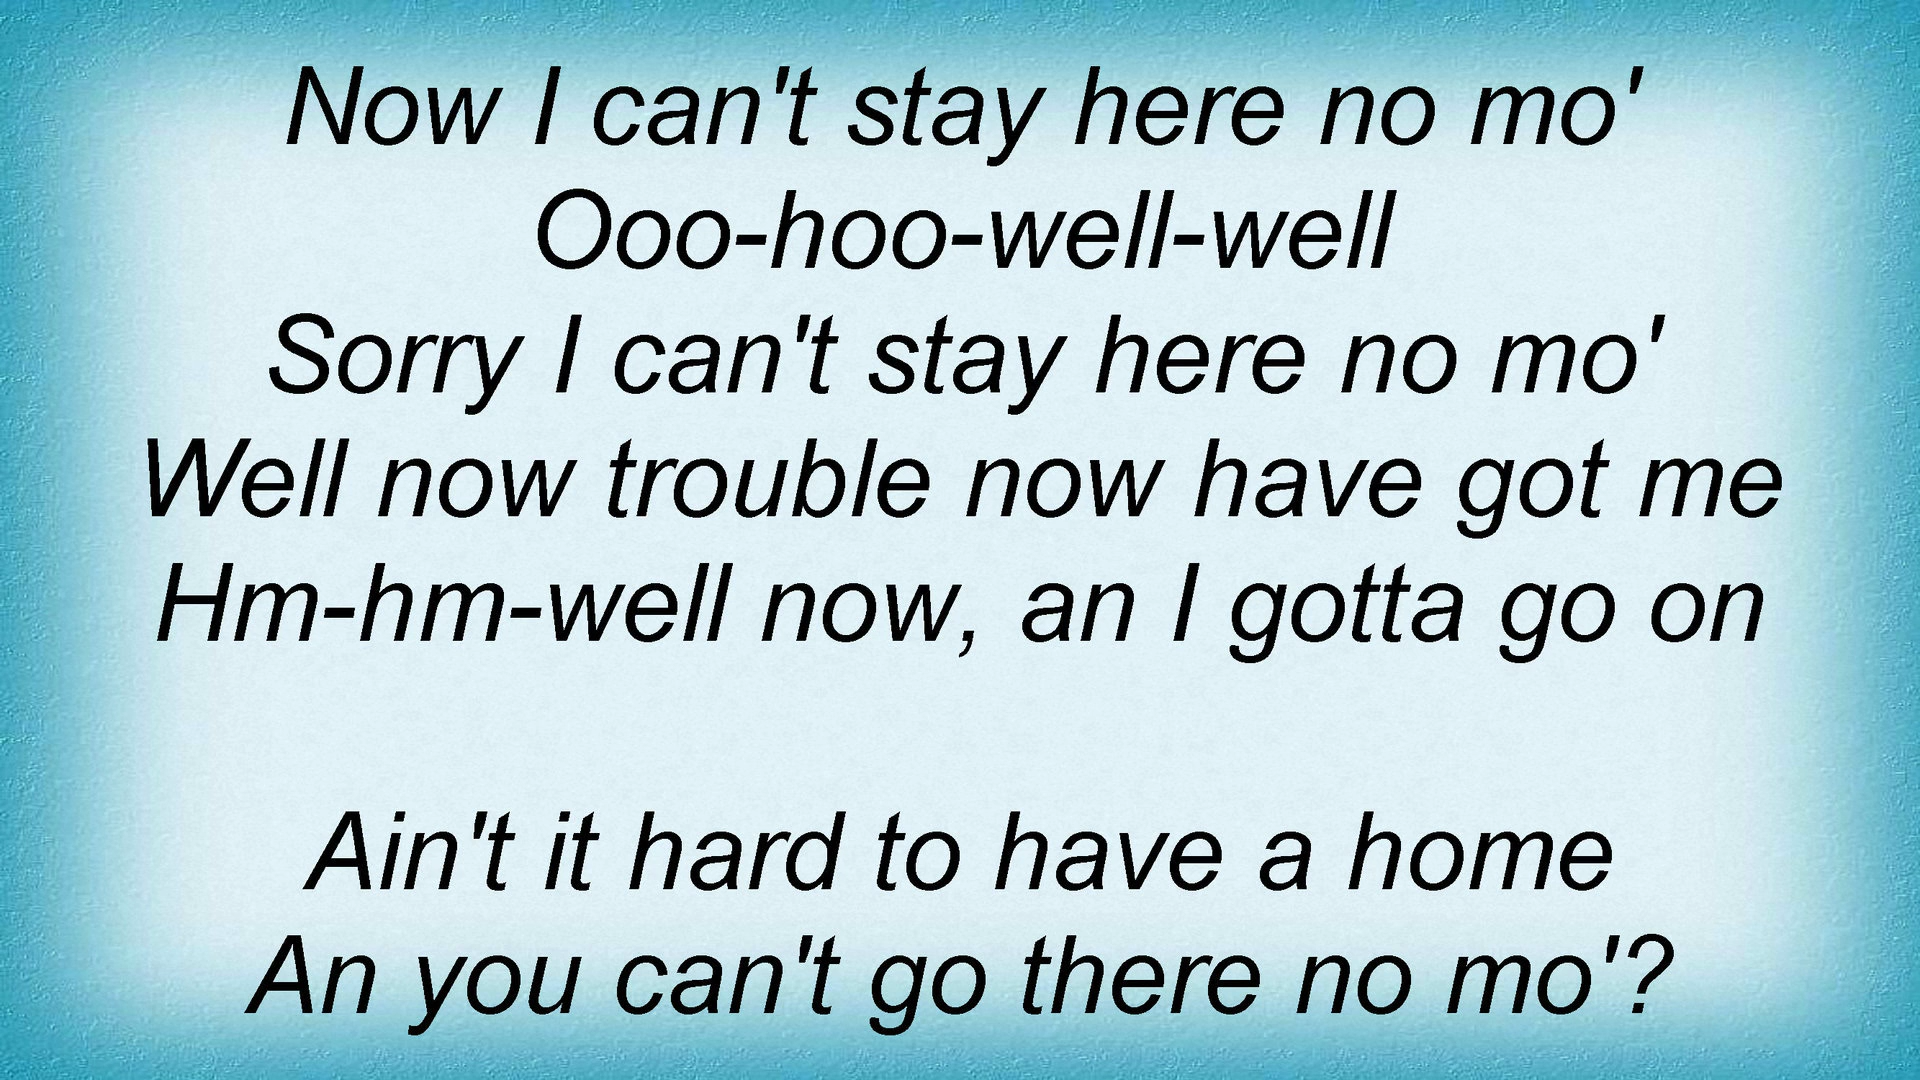 Now I can't stay here no mo'
Ooo-hoo-well-well
Sorry I can't stay here no mo'
Well now trouble now have got me
Hm-hm-well now, an I gotta go on
Ain't it hard to have a home
An you can't go there no mo'?